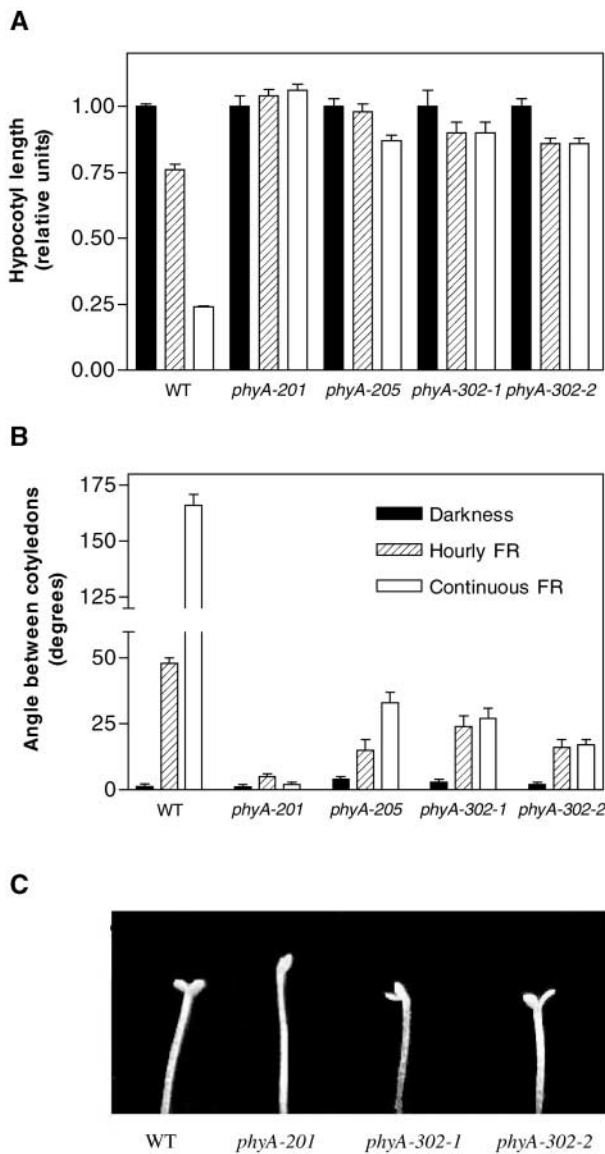 A
Hypocotyl length
(relative units)
1.00
0.75
0.50
0.25
0.00
WT phyA-201 phyA-205 phyA-302-1 phyA-302-2
B
Angle between cotyledons
(degrees)
175
150
125
50
25
0
Darkness
Hourly FR
Continuous FR
WT phyA-201 phyA-205 phyA-302-1 phyA-302-2
C
WT phyA-201 phyA-302-1 phyA-302-2